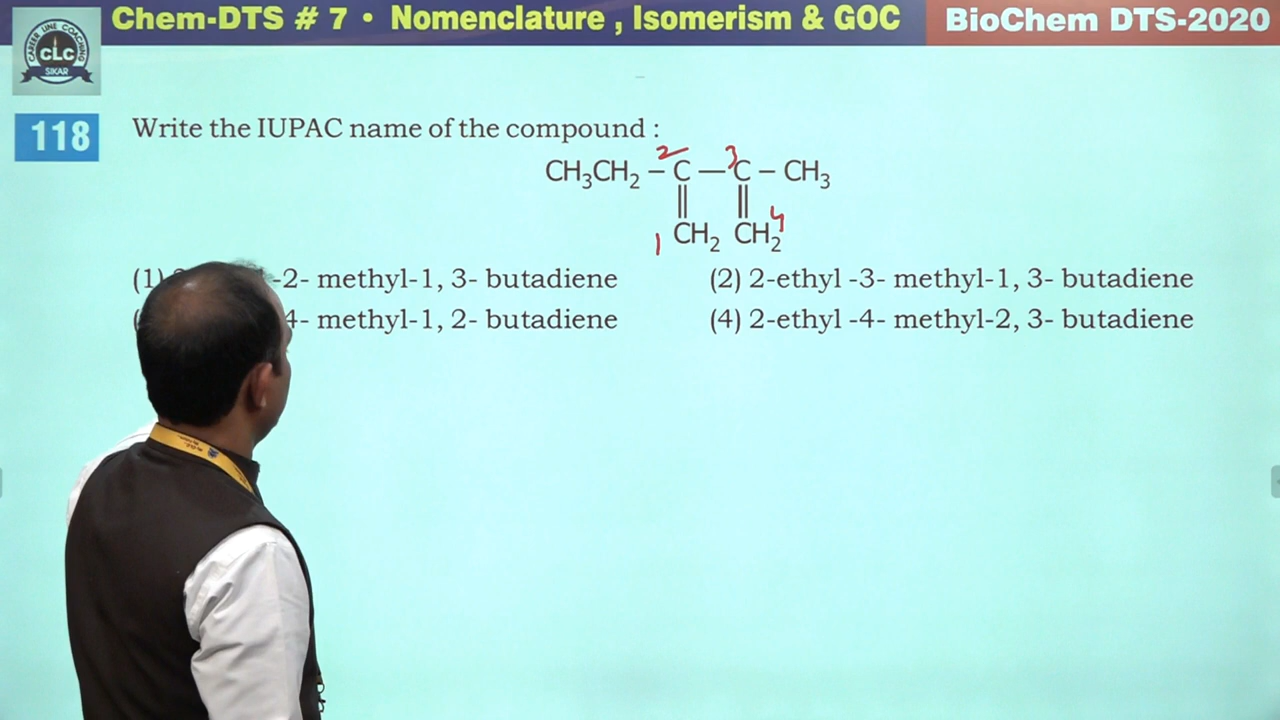 Chem-DTS # 7 • Nomenclature , Isomerism & GOC
BioChem DTS-2020
CAREER LINE COACHING
CLC
SIKAR
118
Write the IUPAC name of the compound :
2 3
CH₃CH₂ – C — C – CH₃
1 CH₂ CH₂ 4
(1) -2- methyl-1, 3- butadiene
(2) 2-ethyl -3- methyl-1, 3- butadiene
4- methyl-1, 2- butadiene
(4) 2-ethyl -4- methyl-2, 3- butadiene